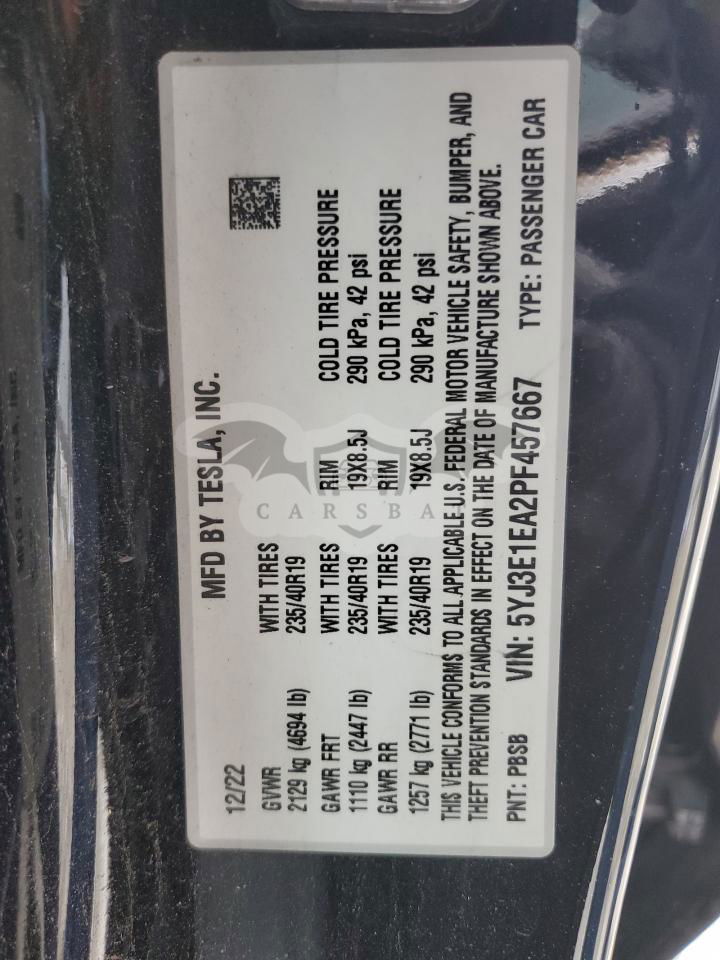 MFD BY TESLA, INC.
12/22
GVWR WITH TIRES
2129 kg (4694 lb) 235/40R19
GAWR FRT WITH TIRES RIM COLD TIRE PRESSURE
1110 kg (2447 lb) 235/40R19 19X8.5J 290 kPa, 42 psi
GAWR RR WITH TIRES RIM COLD TIRE PRESSURE
1257 kg (2771 lb) 235/40R19 19X8.5J 290 kPa, 42 psi
THIS VEHICLE CONFORMS TO ALL APPLICABLE U.S. FEDERAL MOTOR VEHICLE SAFETY, BUMPER, AND
THEFT PREVENTION STANDARDS IN EFFECT ON THE DATE OF MANUFACTURE SHOWN ABOVE.
PNT: PBSB VIN: 5YJ3E1EA2PF457667 TYPE: PASSENGER CAR
CARSBA